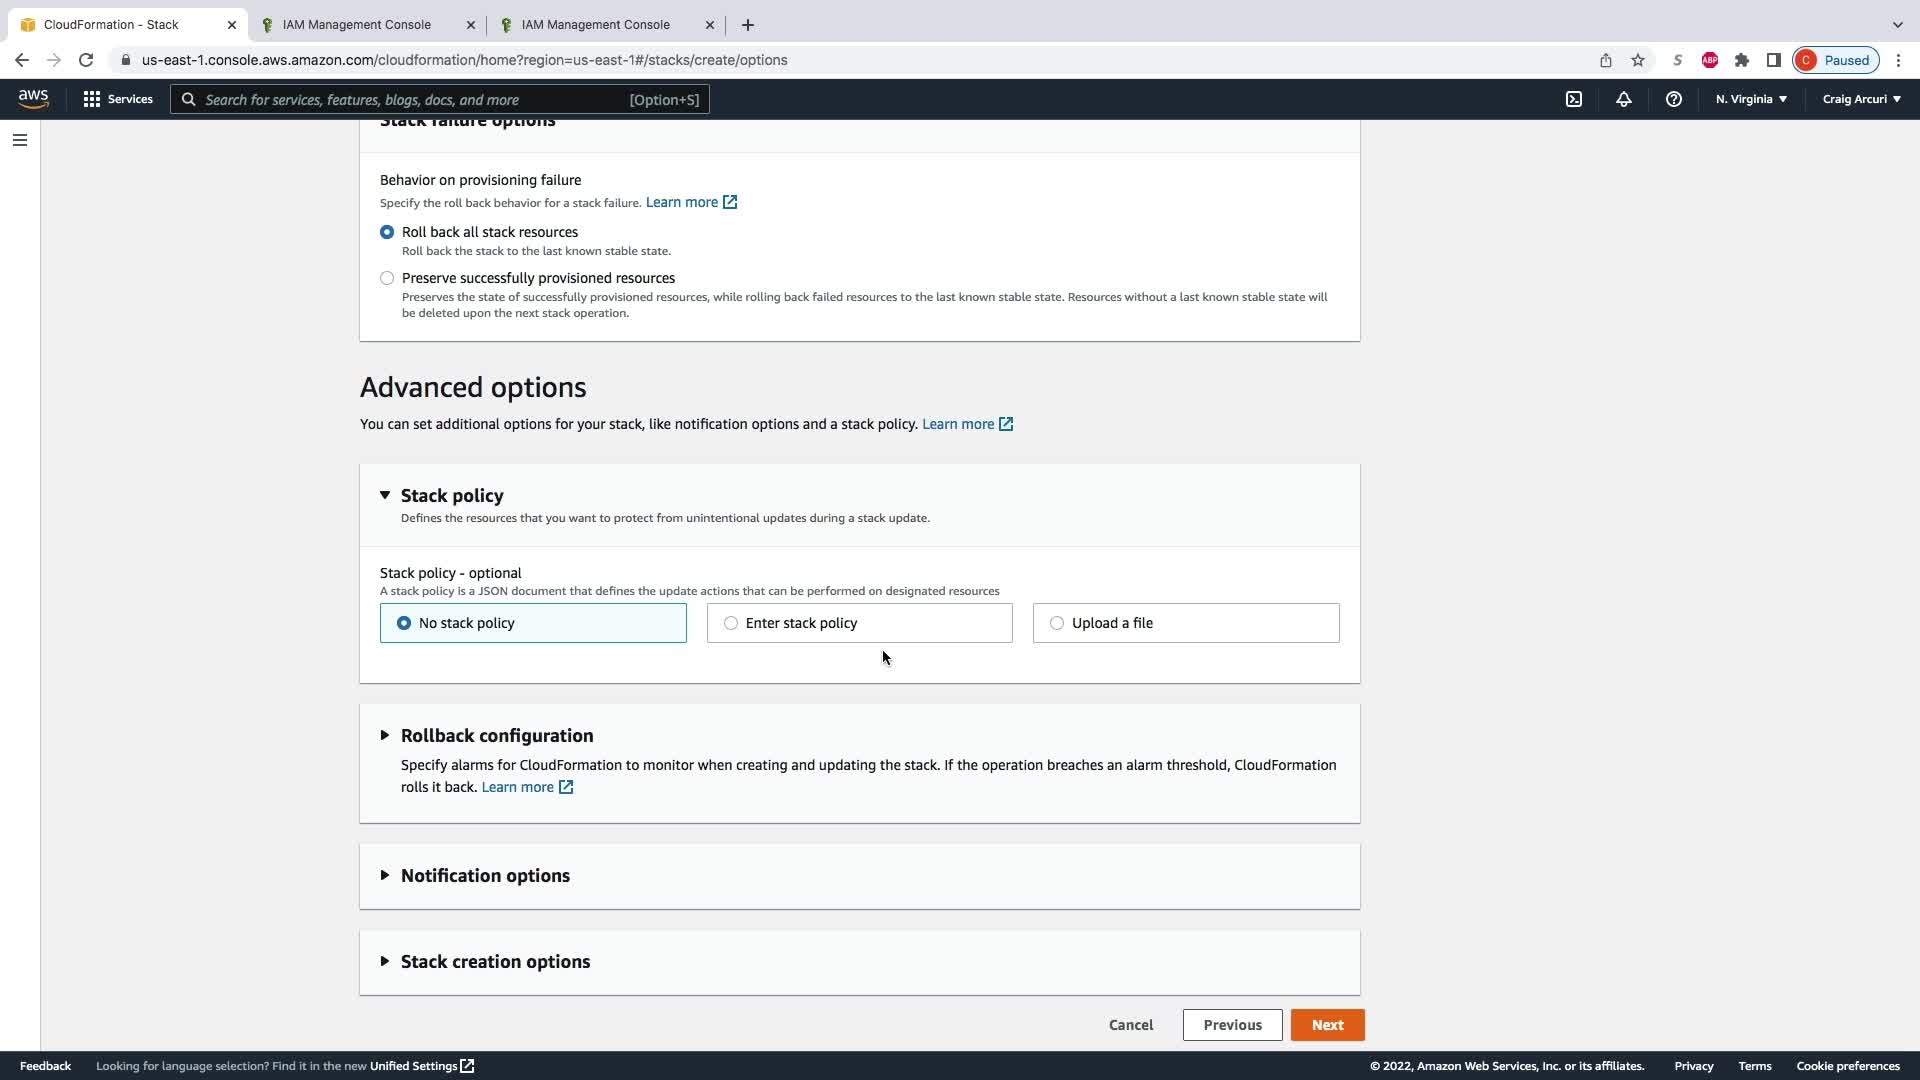 CloudFormation - Stack
IAM Management Console
IAM Management Console
us-east-1.console.aws.amazon.com/cloudformation/home?region=us-east-1#/stacks/create/options
S
ABP
C Paused
aws
Services
Search for services, features, blogs, docs, and more [Option+S]
N. Virginia
Craig Arcuri
Stack failure options
Behavior on provisioning failure
Specify the roll back behavior for a stack failure. Learn more
Roll back all stack resources
Roll back the stack to the last known stable state.
Preserve successfully provisioned resources
Preserves the state of successfully provisioned resources, while rolling back failed resources to the last known stable state. Resources without a last known stable state will
be deleted upon the next stack operation.
Advanced options
You can set additional options for your stack, like notification options and a stack policy. Learn more
Stack policy
Defines the resources that you want to protect from unintentional updates during a stack update.
Stack policy - optional
A stack policy is a JSON document that defines the update actions that can be performed on designated resources
No stack policy
Enter stack policy
Upload a file
Rollback configuration
Specify alarms for CloudFormation to monitor when creating and updating the stack. If the operation breaches an alarm threshold, CloudFormation
rolls it back. Learn more
Notification options
Stack creation options
Cancel
Previous
Next
Feedback
Looking for language selection? Find it in the new Unified Settings
© 2022, Amazon Web Services, Inc. or its affiliates.
Privacy
Terms
Cookie preferences